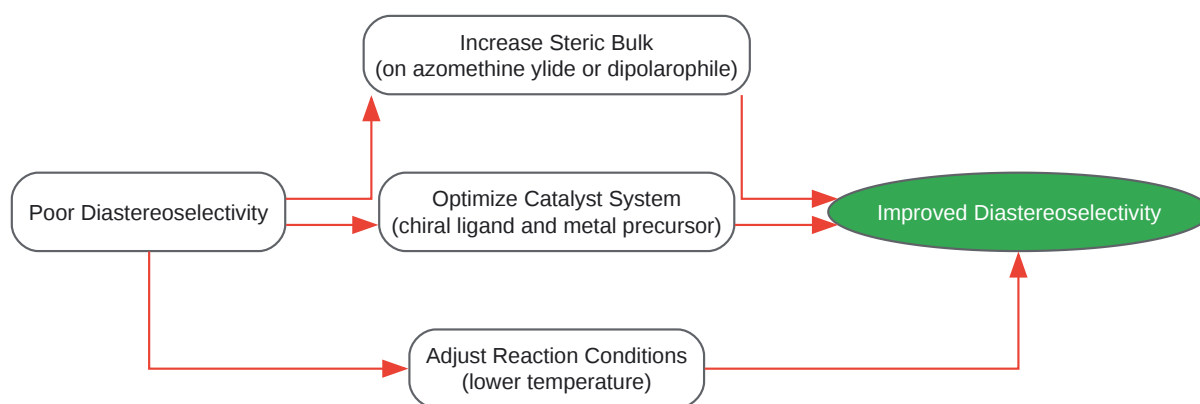 Increase Steric Bulk
(on azomethine ylide or dipolarophile)
Poor Diastereoselectivity
Optimize Catalyst System
(chiral ligand and metal precursor)
Improved Diastereoselectivity
Adjust Reaction Conditions
(lower temperature)